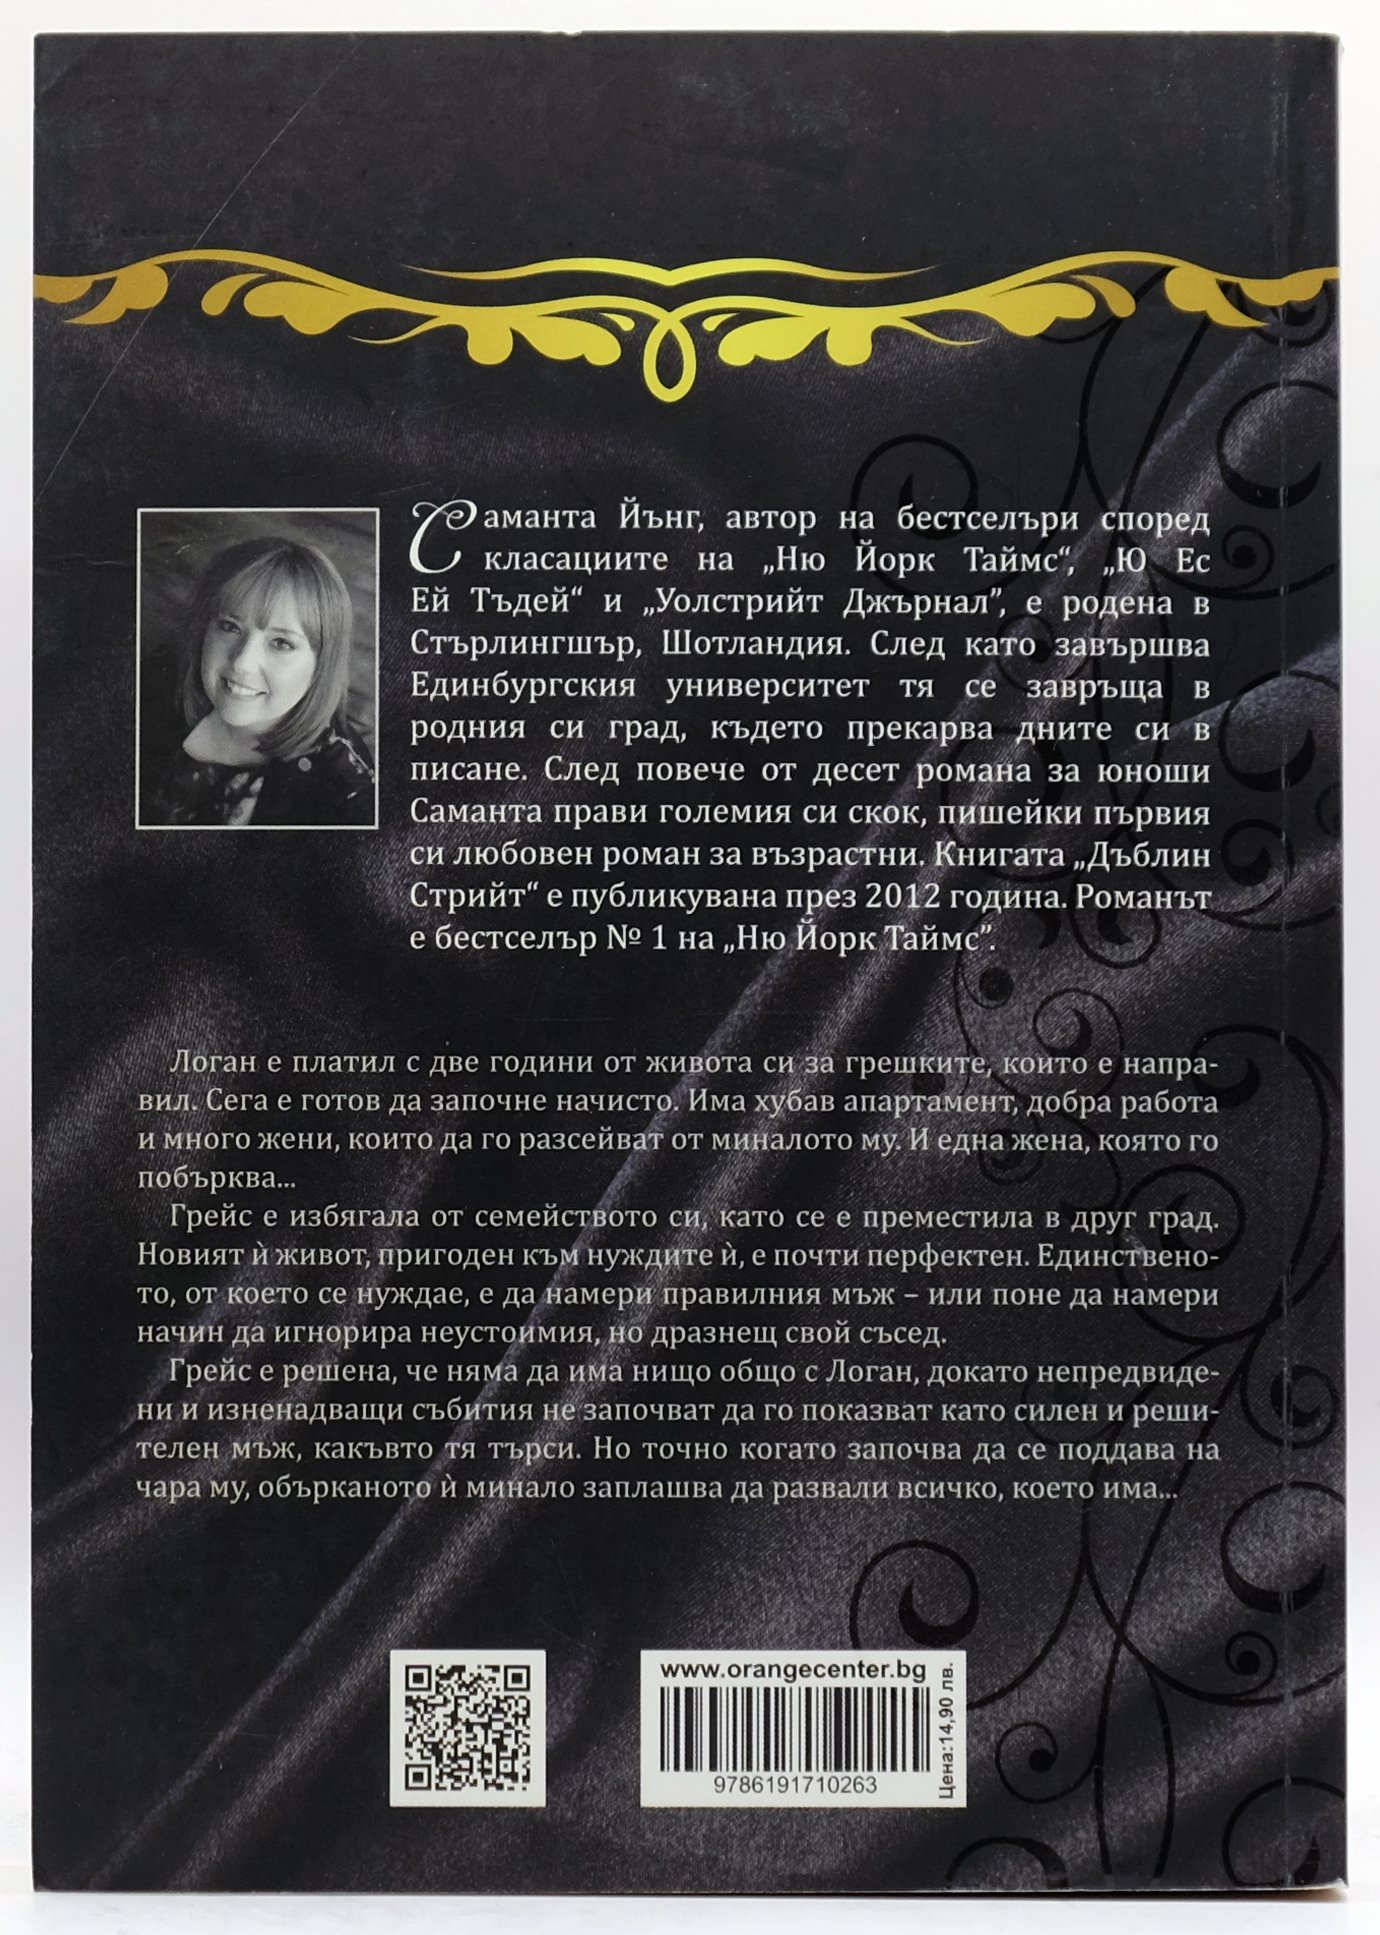 Саманта Йънг, автор на бестселъри според
класациите на „Ню Йорк Таймс“, „Ю Ес
Ей Тъдей“ и „Уолстрийт Джърнал”, е родена в
Стърлингшър, Шотландия. След като завършва
Единбургския университет тя се завръща в
родния си град, където прекарва дните си в
писане. След повече от десет романа за юноши
Саманта прави големия си скок, пишейки първия
си любовен роман за възрастни. Книгата „Дъблин
Стрийт“ е публикувана през 2012 година. Романът
е бестселър № 1 на „Ню Йорк Таймс”.
Логан е платил с две години от живота си за грешките, които е напра-
вил. Сега е готов да започне начисто. Има хубав апартамент, добра работа
и много жени, които да го разсейват от миналото му. И една жена, която го
побърква...
Грейс е избягала от семейството си, като се е преместила в друг град.
Новият ѝ живот, пригоден към нуждите ѝ, е почти перфектен. Единствено-
то, от което се нуждае, е да намери правилния мъж – или поне да намери
начин да игнорира неустоимия, но дразнещ свой съсед.
Грейс е решена, че няма да има нищо общо с Логан, докато непредвиде-
ни и изненадващи събития не започват да го показват като силен и реши-
телен мъж, какъвто тя търси. Но точно когато започва да се поддава на
чара му, обърканото ѝ минало заплашва да развали всичко, което има...
www.orangecenter.bg
9786191710263
Цена:14,90 лв.